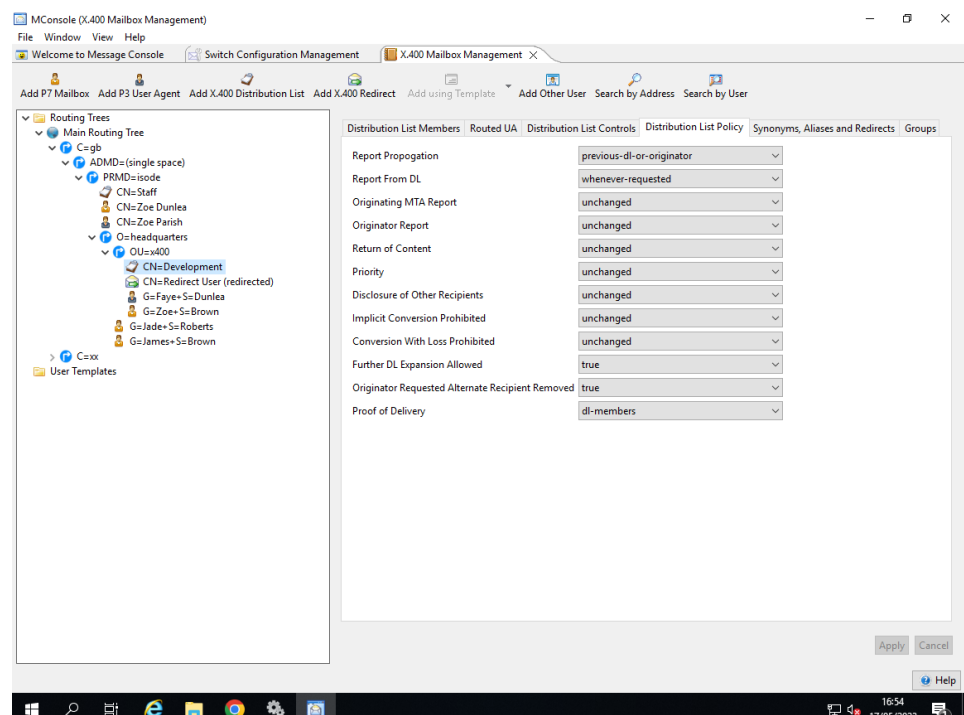 MConsole (X.400 Mailbox Management)
File Window View Help
Welcome to Message Console Switch Configuration Management X.400 Mailbox Management
Add P7 Mailbox Add P3 User Agent Add X.400 Distribution List Add X.400 Redirect Add using Template Add Other User Search by Address Search by User
Routing Trees
Main Routing Tree
C=gb
ADMD=(single space)
PRMD=isode
CN=Staff
CN=Zoe Dunlea
CN=Zoe Parish
O=headquarters
OU=x400
CN=Development
CN=Redirect User (redirected)
G=Faye+S=Dunlea
G=Zoe+S=Brown
G=Jade+S=Roberts
G=James+S=Brown
C=xx
User Templates
Distribution List Members Routed UA Distribution List Controls Distribution List Policy Synonyms, Aliases and Redirects Groups
Report Propogation previous-dl-or-originator
Report From DL whenever-requested
Originating MTA Report unchanged
Originator Report unchanged
Return of Content unchanged
Priority unchanged
Disclosure of Other Recipients unchanged
Implicit Conversion Prohibited unchanged
Conversion With Loss Prohibited unchanged
Further DL Expansion Allowed true
Originator Requested Alternate Recipient Removed true
Proof of Delivery dl-members
Apply Cancel
Help
16:54